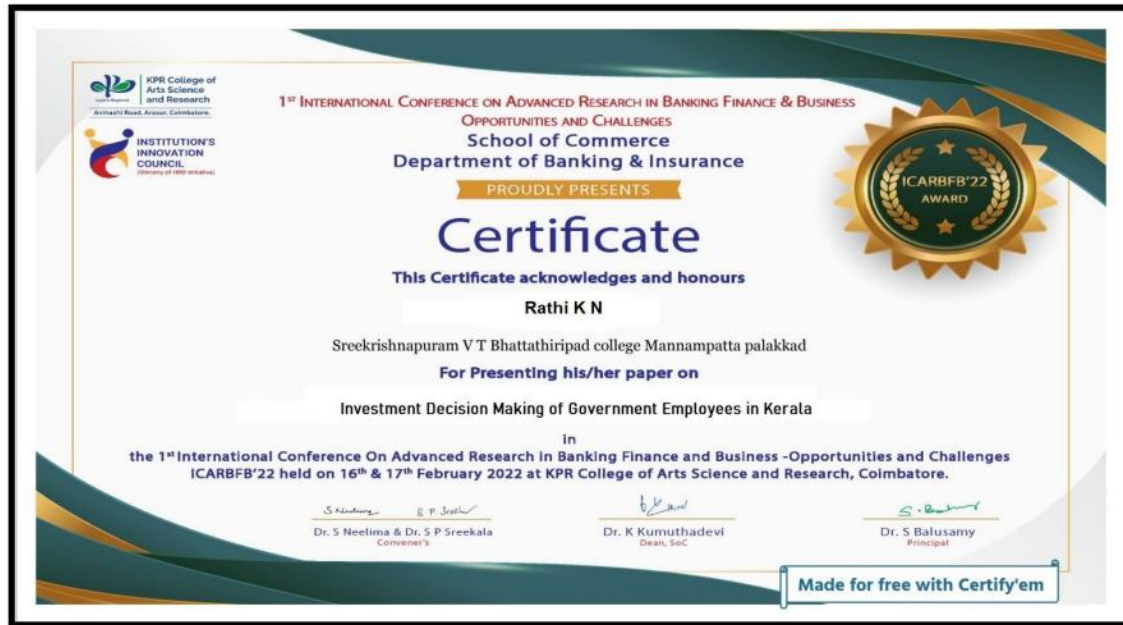 KPR College of
Arts Science
and Research
Avinashi Road, Arasur, Coimbatore.
INSTITUTION'S
INNOVATION
COUNCIL
(Ministry of HRD Initiative)
1ST INTERNATIONAL CONFERENCE ON ADVANCED RESEARCH IN BANKING FINANCE & BUSINESS
OPPORTUNITIES AND CHALLENGES
School of Commerce
Department of Banking & Insurance
PROUDLY PRESENTS
ICARBFB'22
AWARD
Certificate
This Certificate acknowledges and honours
Rathi K N
Sreekrishnapuram V T Bhattathiripad college Mannampatta palakkad
For Presenting his/her paper on
Investment Decision Making of Government Employees in Kerala
in
the 1st International Conference On Advanced Research in Banking Finance and Business -Opportunities and Challenges
ICARBFB'22 held on 16th & 17th February 2022 at KPR College of Arts Science and Research, Coimbatore.
Dr. S Neelima & Dr. S P Sreekala
Convener's
Dr. K Kumuthadevi
Dean, SoC
Dr. S Balusamy
Principal
Made for free with Certify'em